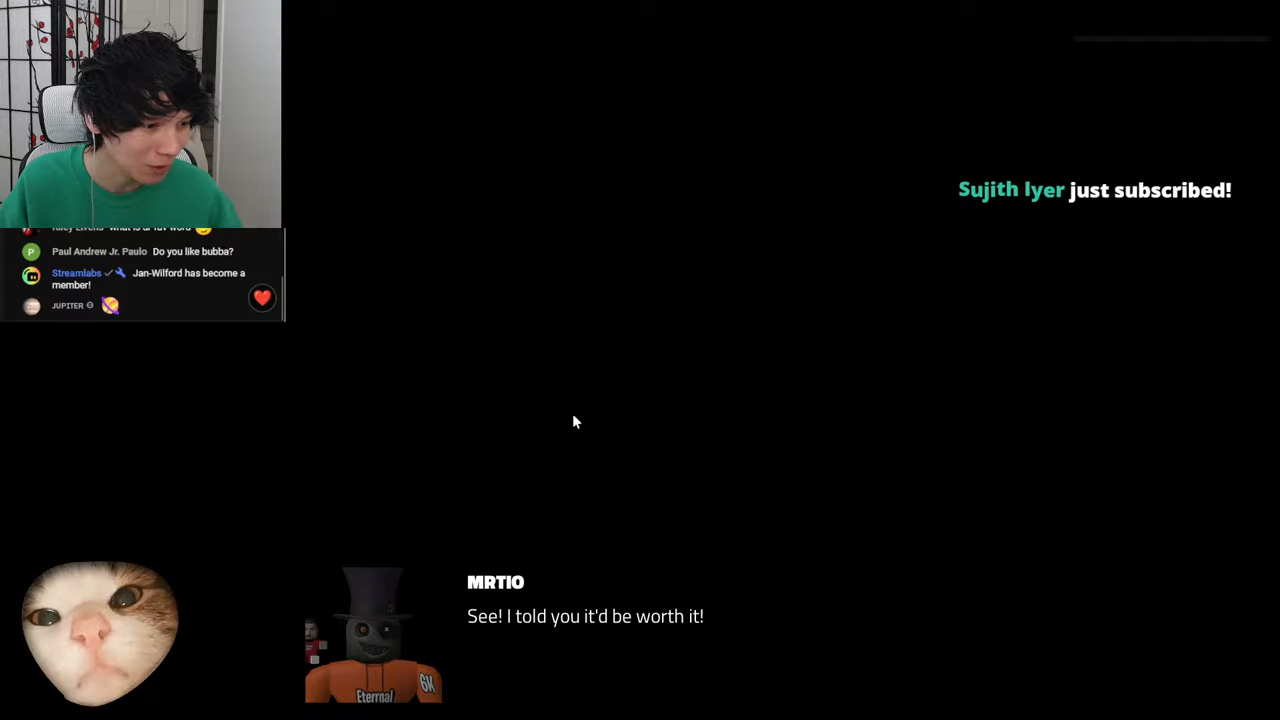 Sujith Iyer just subscribed!
Paul Andrew Jr. Paulo Do you like bubba?
Streamlabs Jan-Wilford has become a
member!
JUPITER
MRTIO
See! I told you it'd be worth it!
6K
Eterrnal